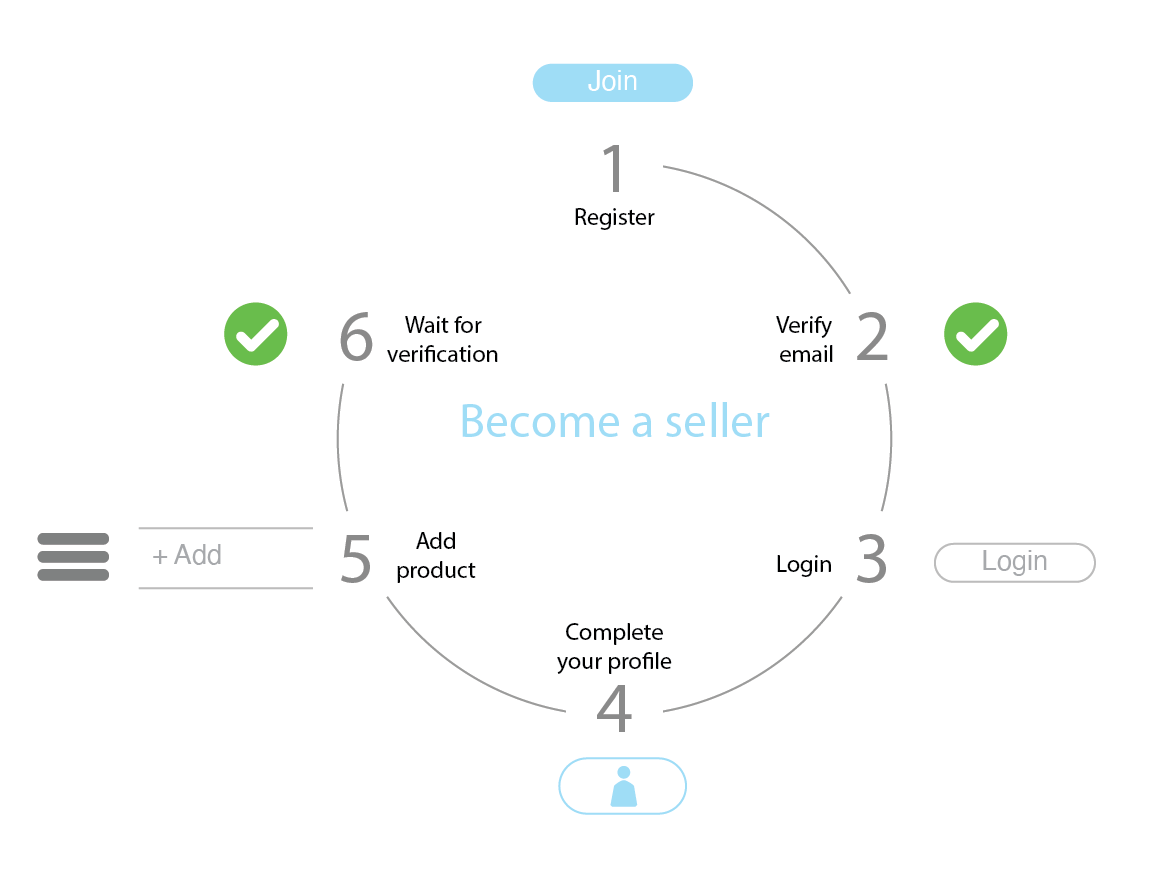 Join
1
Register
2
Verify
email
3
Login
Login
4
Complete
your profile
5
Add
product
+ Add
6
Wait for
verification
Become a seller